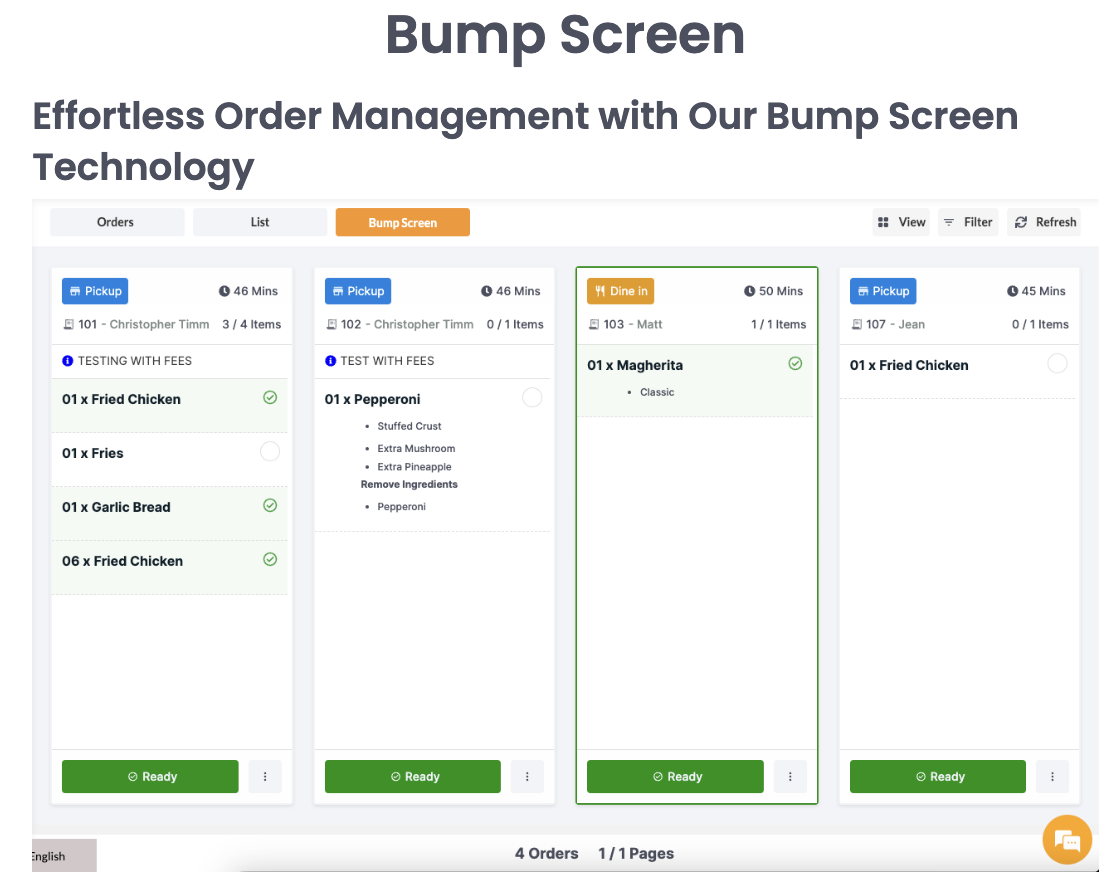 Bump Screen
Effortless Order Management with Our Bump Screen
Technology
Orders
List
Bump Screen
View
Filter
Refresh
Pickup
46 Mins
101 - Christopher Timm
3 / 4 Items
TESTING WITH FEES
01 x Fried Chicken
01 x Fries
01 x Garlic Bread
06 x Fried Chicken
Ready
Pickup
46 Mins
102 - Christopher Timm
0 / 1 Items
TEST WITH FEES
01 x Pepperoni
• Stuffed Crust
• Extra Mushroom
• Extra Pineapple
Remove Ingredients
• Pepperoni
Ready
Dine in
50 Mins
103 - Matt
1 / 1 Items
01 x Magherita
• Classic
Ready
Pickup
45 Mins
107 - Jean
0 / 1 Items
01 x Fried Chicken
Ready
English
4 Orders
1 / 1 Pages